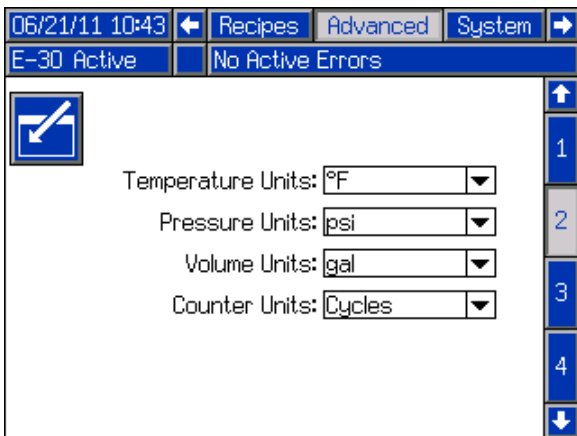 06/21/11 10:43 Recipes Advanced System
E-30 Active No Active Errors
1
Temperature Units: °F
Pressure Units: psi
2
Volume Units: gal
Counter Units: Cycles
3
4